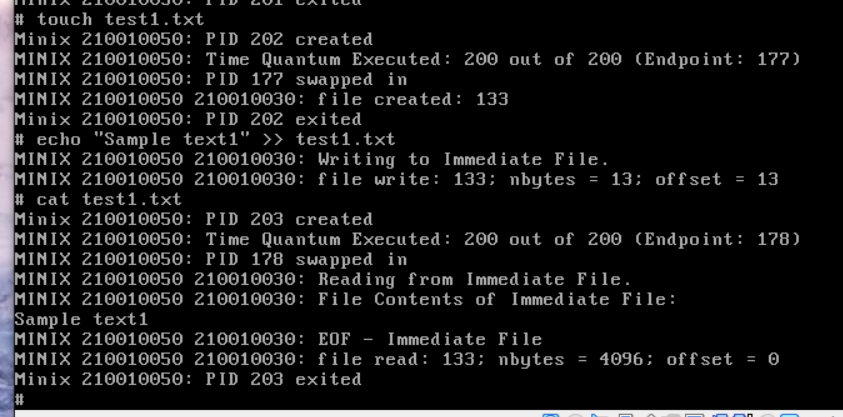 Minix 210010050: PID 201 exited
# touch test1.txt
Minix 210010050: PID 202 created
MINIX 210010050: Time Quantum Executed: 200 out of 200 (Endpoint: 177)
MINIX 210010050: PID 177 swapped in
MINIX 210010050 210010030: file created: 133
Minix 210010050: PID 202 exited
# echo "Sample text1" >> test1.txt
MINIX 210010050 210010030: Writing to Immediate File.
MINIX 210010050 210010030: file write: 133; nbytes = 13; offset = 13
# cat test1.txt
Minix 210010050: PID 203 created
MINIX 210010050: Time Quantum Executed: 200 out of 200 (Endpoint: 178)
MINIX 210010050: PID 178 swapped in
MINIX 210010050 210010030: Reading from Immediate File.
MINIX 210010050 210010030: File Contents of Immediate File:
Sample text1
MINIX 210010050 210010030: EOF - Immediate File
MINIX 210010050 210010030: file read: 133; nbytes = 4096; offset = 0
Minix 210010050: PID 203 exited
#